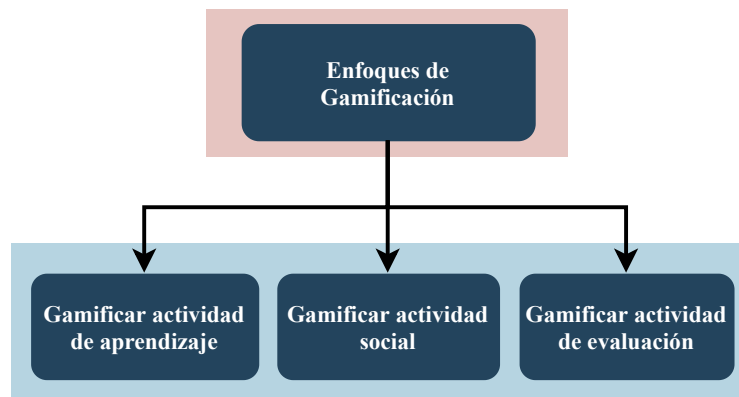 Enfoques de
Gamificación
Gamificar actividad
de aprendizaje
Gamificar actividad
social
Gamificar actividad
de evaluación